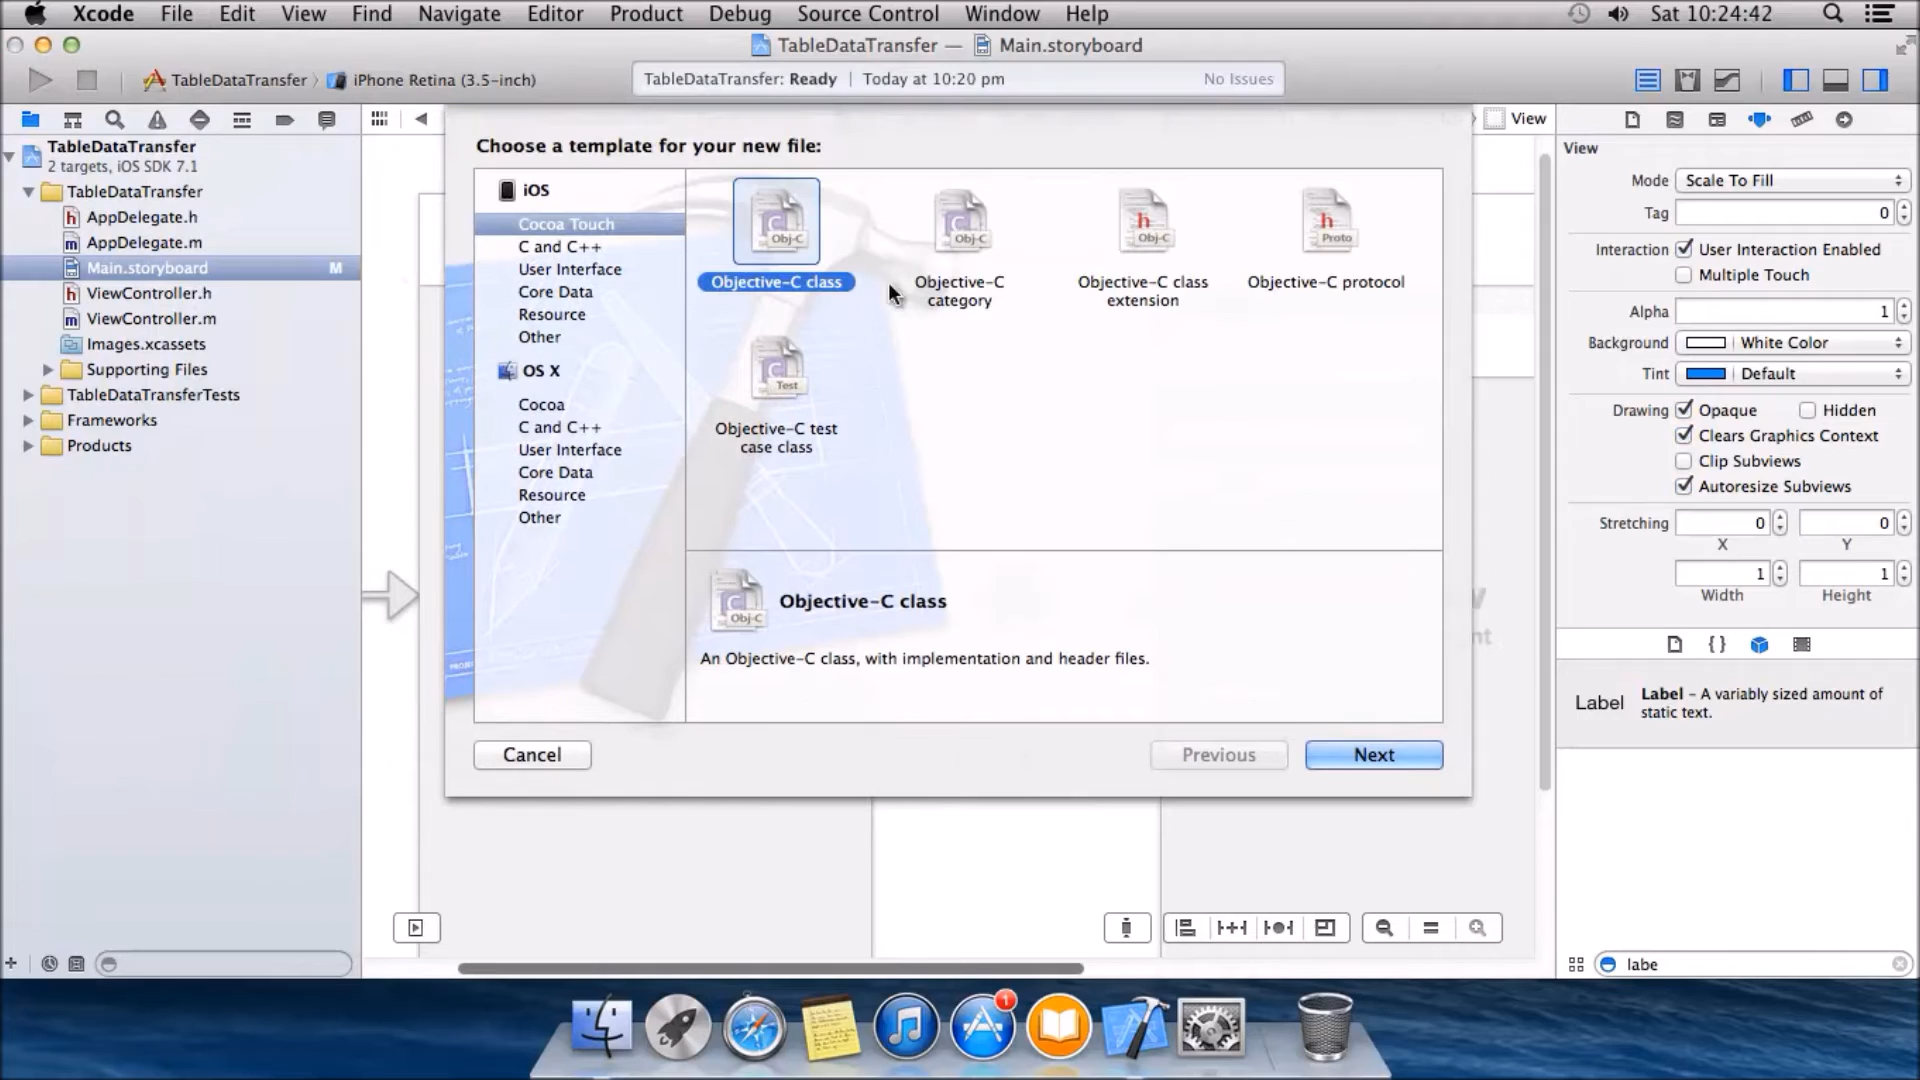 Xcode File Edit View Find Navigate Editor Product Debug Source Control Window Help
Sat 10:24:42
TableDataTransfer — Main.storyboard
TableDataTransfer iPhone Retina (3.5-inch)
TableDataTransfer: Ready | Today at 10:20 pm
No Issues
TableDataTransfer
2 targets, iOS SDK 7.1
TableDataTransfer
h AppDelegate.h
m AppDelegate.m
Main.storyboard M
h ViewController.h
m ViewController.m
Images.xcassets
Supporting Files
TableDataTransferTests
Frameworks
Products
View
Choose a template for your new file:
iOS
Cocoa Touch
C and C++
User Interface
Core Data
Resource
Other
OS X
Cocoa
C and C++
User Interface
Core Data
Resource
Other
C
Obj-C
Objective-C class
Obj-C
Objective-C
category
h
Obj-C
Objective-C class
extension
h
Proto
Objective-C protocol
Test
Objective-C test
case class
Obj-C
Objective-C class
An Objective-C class, with implementation and header files.
Cancel
Previous
Next
View
Mode Scale To Fill
Tag 0
Interaction User Interaction Enabled
Multiple Touch
Alpha 1
Background White Color
Tint Default
Drawing Opaque Hidden
Clears Graphics Context
Clip Subviews
Autoresize Subviews
Stretching 0 0
X Y
1 1
Width Height
Label
Label – A variably sized amount of
static text.
labe
1